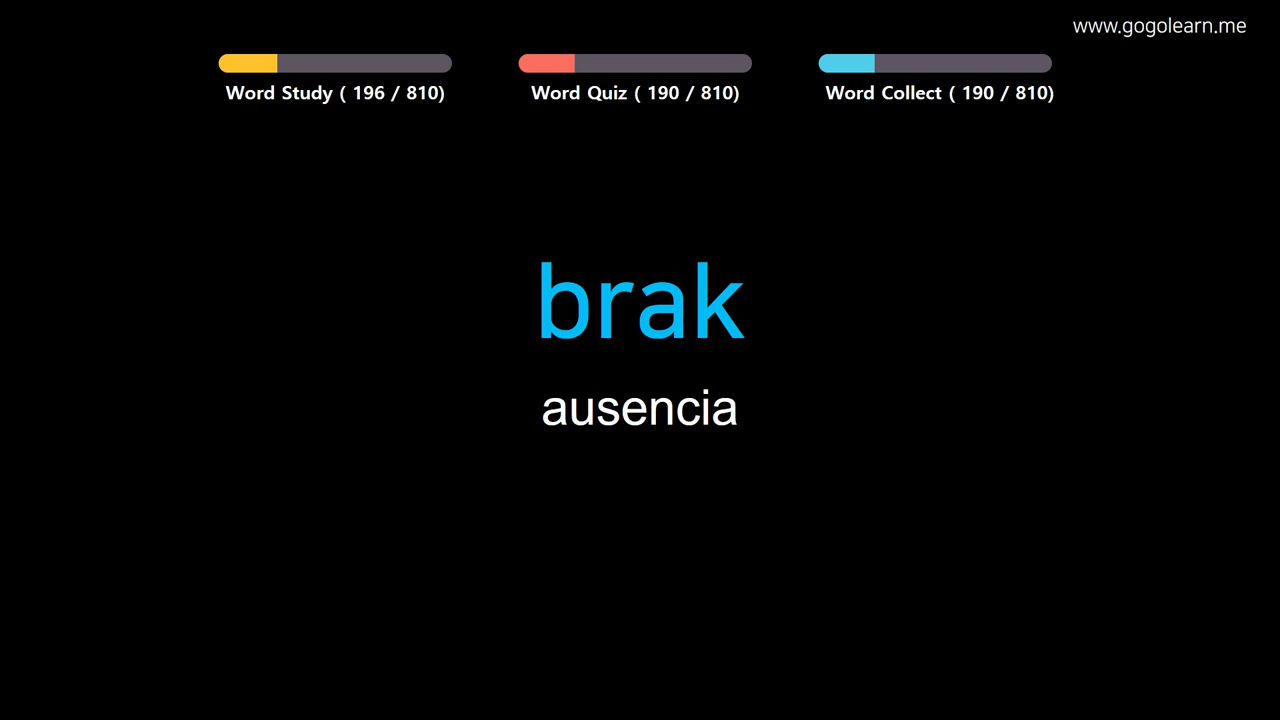 www.gogolearn.me
Word Study ( 196 / 810)
Word Quiz ( 190 / 810)
Word Collect ( 190 / 810)
brak
ausencia